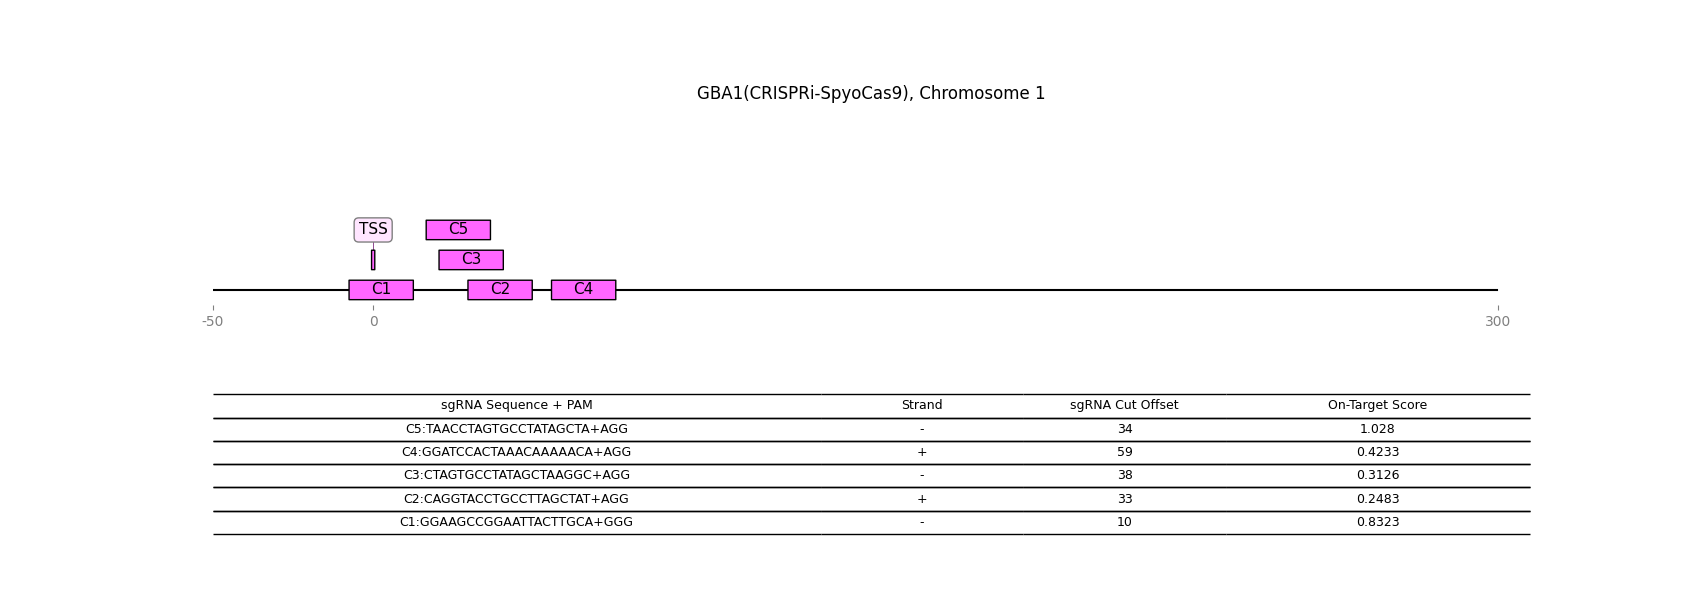 GBA1(CRISPRi-SpyoCas9), Chromosome 1
TSS C5
C3
C1 C2 C4
-50 0 300
sgRNA Sequence + PAM Strand sgRNA Cut Offset On-Target Score
C5:TAACCTAGTGCCTATAGCTA+AGG - 34 1.028
C4:GGATCCACTAAACAAAAACA+AGG + 59 0.4233
C3:CTAGTGCCTATAGCTAAGGC+AGG - 38 0.3126
C2:CAGGTACCTGCCTTAGCTAT+AGG + 33 0.2483
C1:GGAAGCCGGAATTACTTGCA+GGG - 10 0.8323